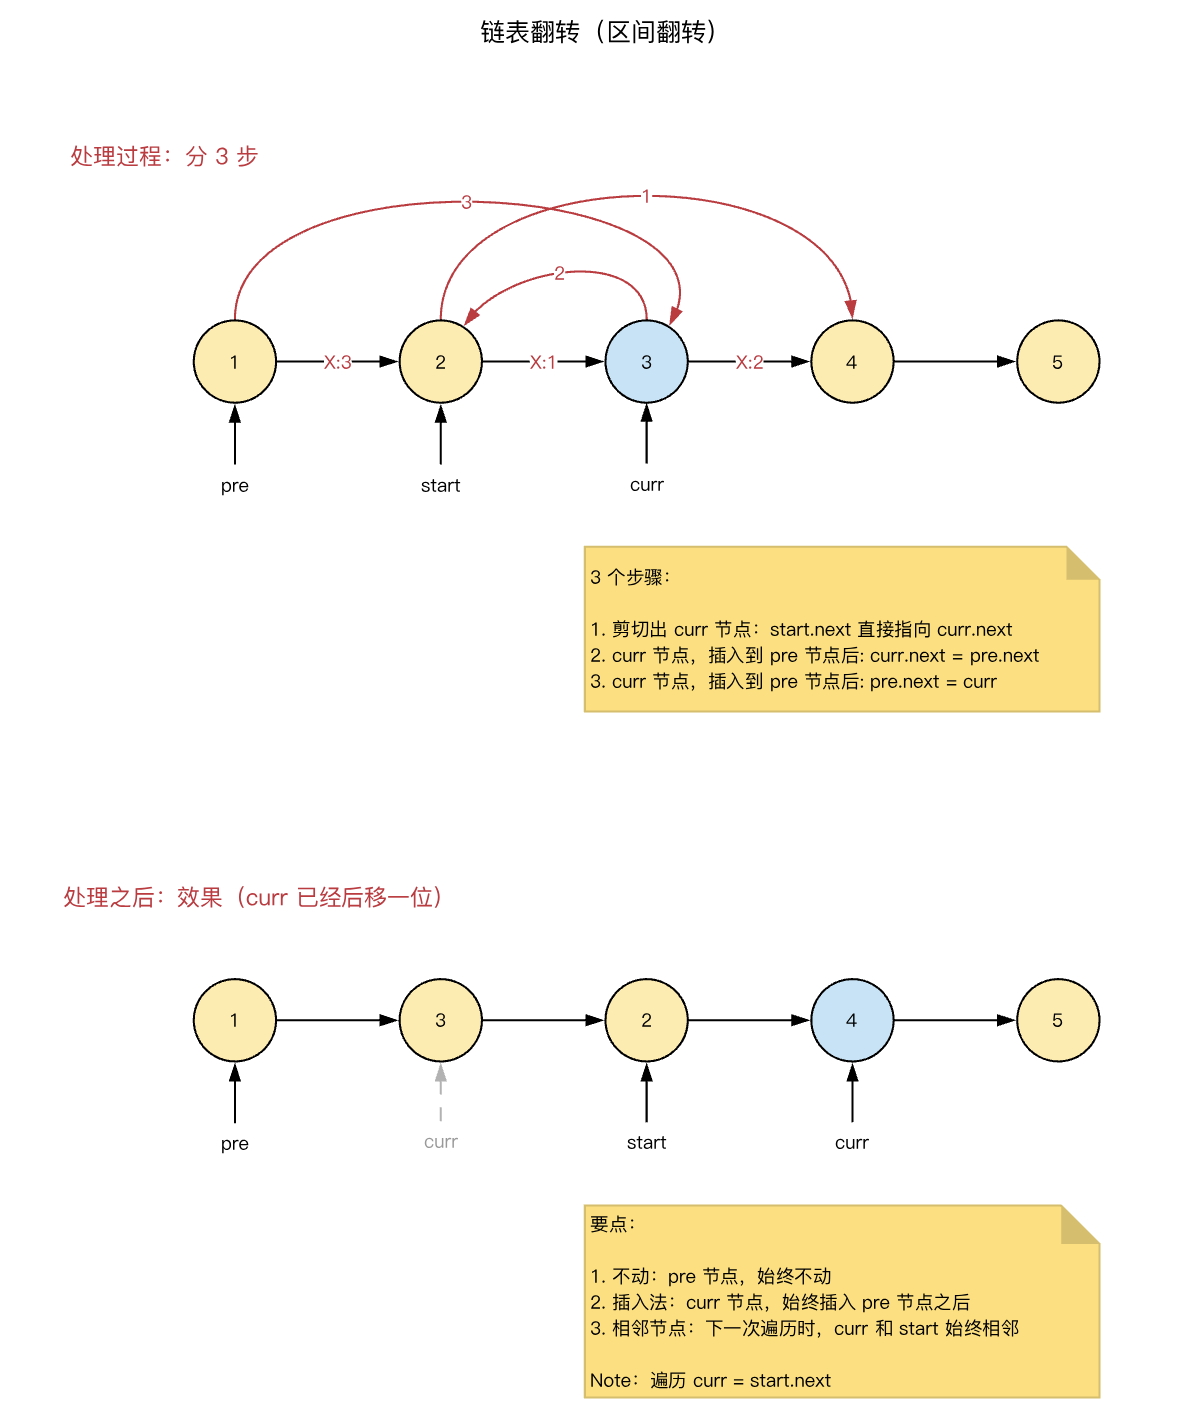 链表翻转（区间翻转）
处理过程：分 3 步
3
1
2
1
X:3
2
X:1
3
X:2
4
5
pre
start
curr
3 个步骤：
1. 剪切出 curr 节点：start.next 直接指向 curr.next
2. curr 节点，插入到 pre 节点后: curr.next = pre.next
3. curr 节点，插入到 pre 节点后: pre.next = curr
处理之后：效果（curr 已经后移一位）
1
3
2
4
5
pre
curr
start
curr
要点：
1. 不动：pre 节点，始终不动
2. 插入法：curr 节点，始终插入 pre 节点之后
3. 相邻节点：下一次遍历时，curr 和 start 始终相邻
Note：遍历 curr = start.next